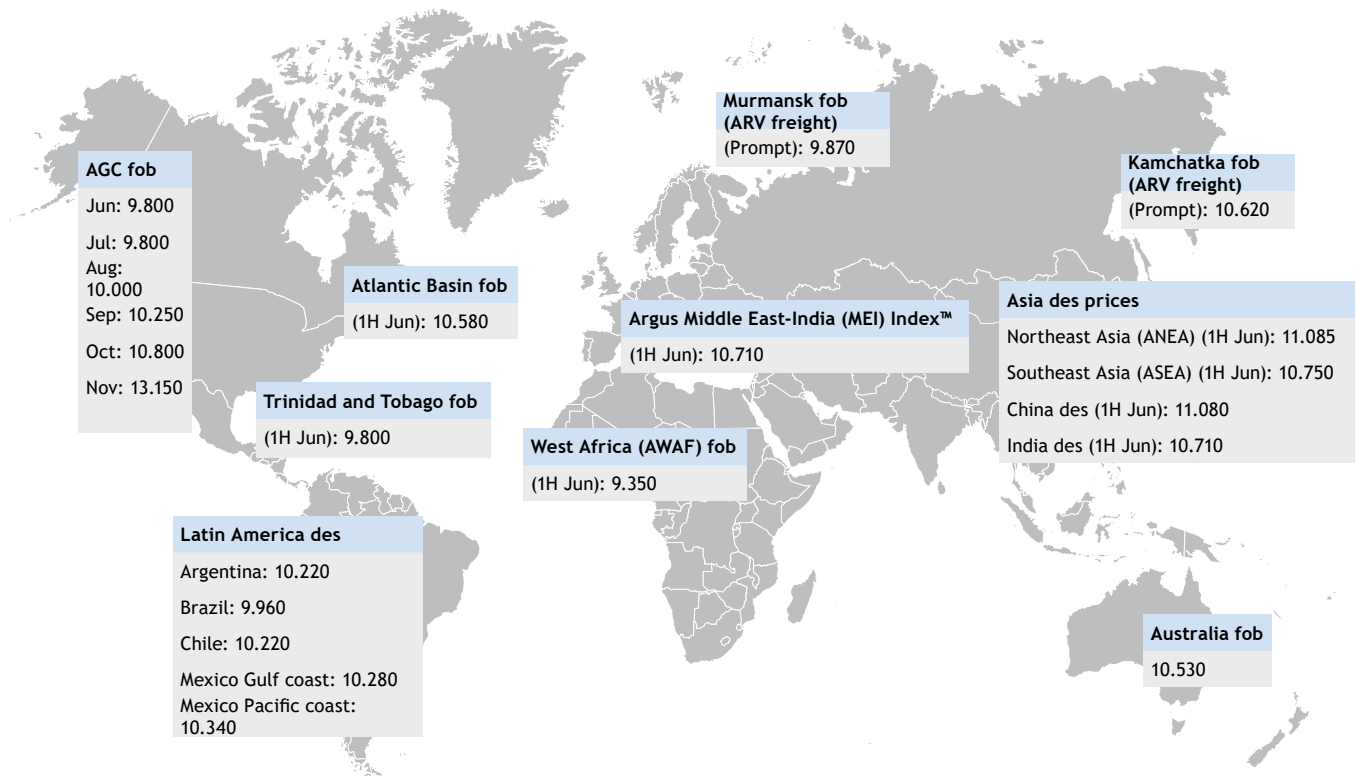 Murmansk fob
(ARV freight)
(Prompt): 9.870
AGC fob
Jun: 9.800
Jul: 9.800
Aug:
10.000
Sep: 10.250
Oct: 10.800
Nov: 13.150
Kamchatka fob
(ARV freight)
(Prompt): 10.620
Atlantic Basin fob
(1H Jun): 10.580
Argus Middle East-India (MEI) Index™
(1H Jun): 10.710
Asia des prices
Northeast Asia (ANEA) (1H Jun): 11.085
Southeast Asia (ASEA) (1H Jun): 10.750
China des (1H Jun): 11.080
India des (1H Jun): 10.710
Trinidad and Tobago fob
(1H Jun): 9.800
West Africa (AWAF) fob
(1H Jun): 9.350
Latin America des
Argentina: 10.220
Brazil: 9.960
Chile: 10.220
Mexico Gulf coast: 10.280
Mexico Pacific coast:
10.340
Australia fob
10.530